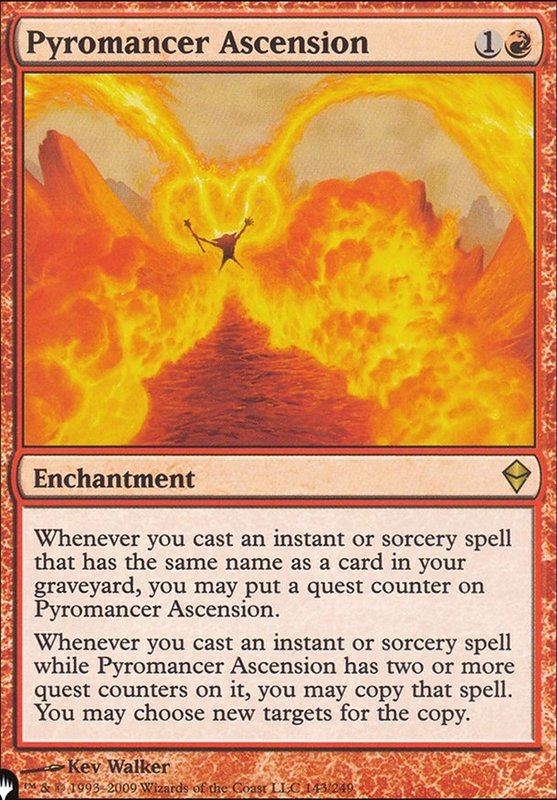 Pyromancer Ascension 1
Enchantment
Whenever you cast an instant or sorcery spell
that has the same name as a card in your
graveyard, you may put a quest counter on
Pyromancer Ascension.
Whenever you cast an instant or sorcery spell
while Pyromancer Ascension has two or more
quest counters on it, you may copy that spell.
You may choose new targets for the copy.
Kev Walker
™ & © 1993–2009 Wizards of the Coast LLC 143/249